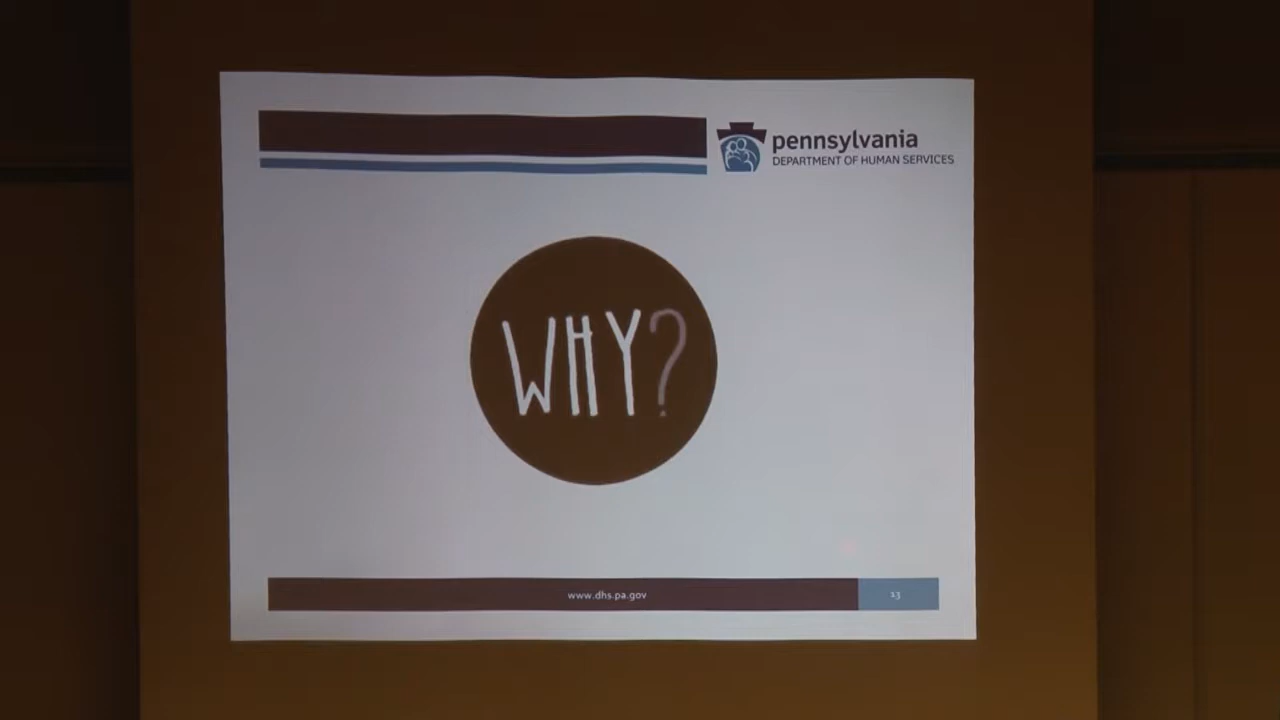 pennsylvania
DEPARTMENT OF HUMAN SERVICES
WHY?
www.dhs.pa.gov
13